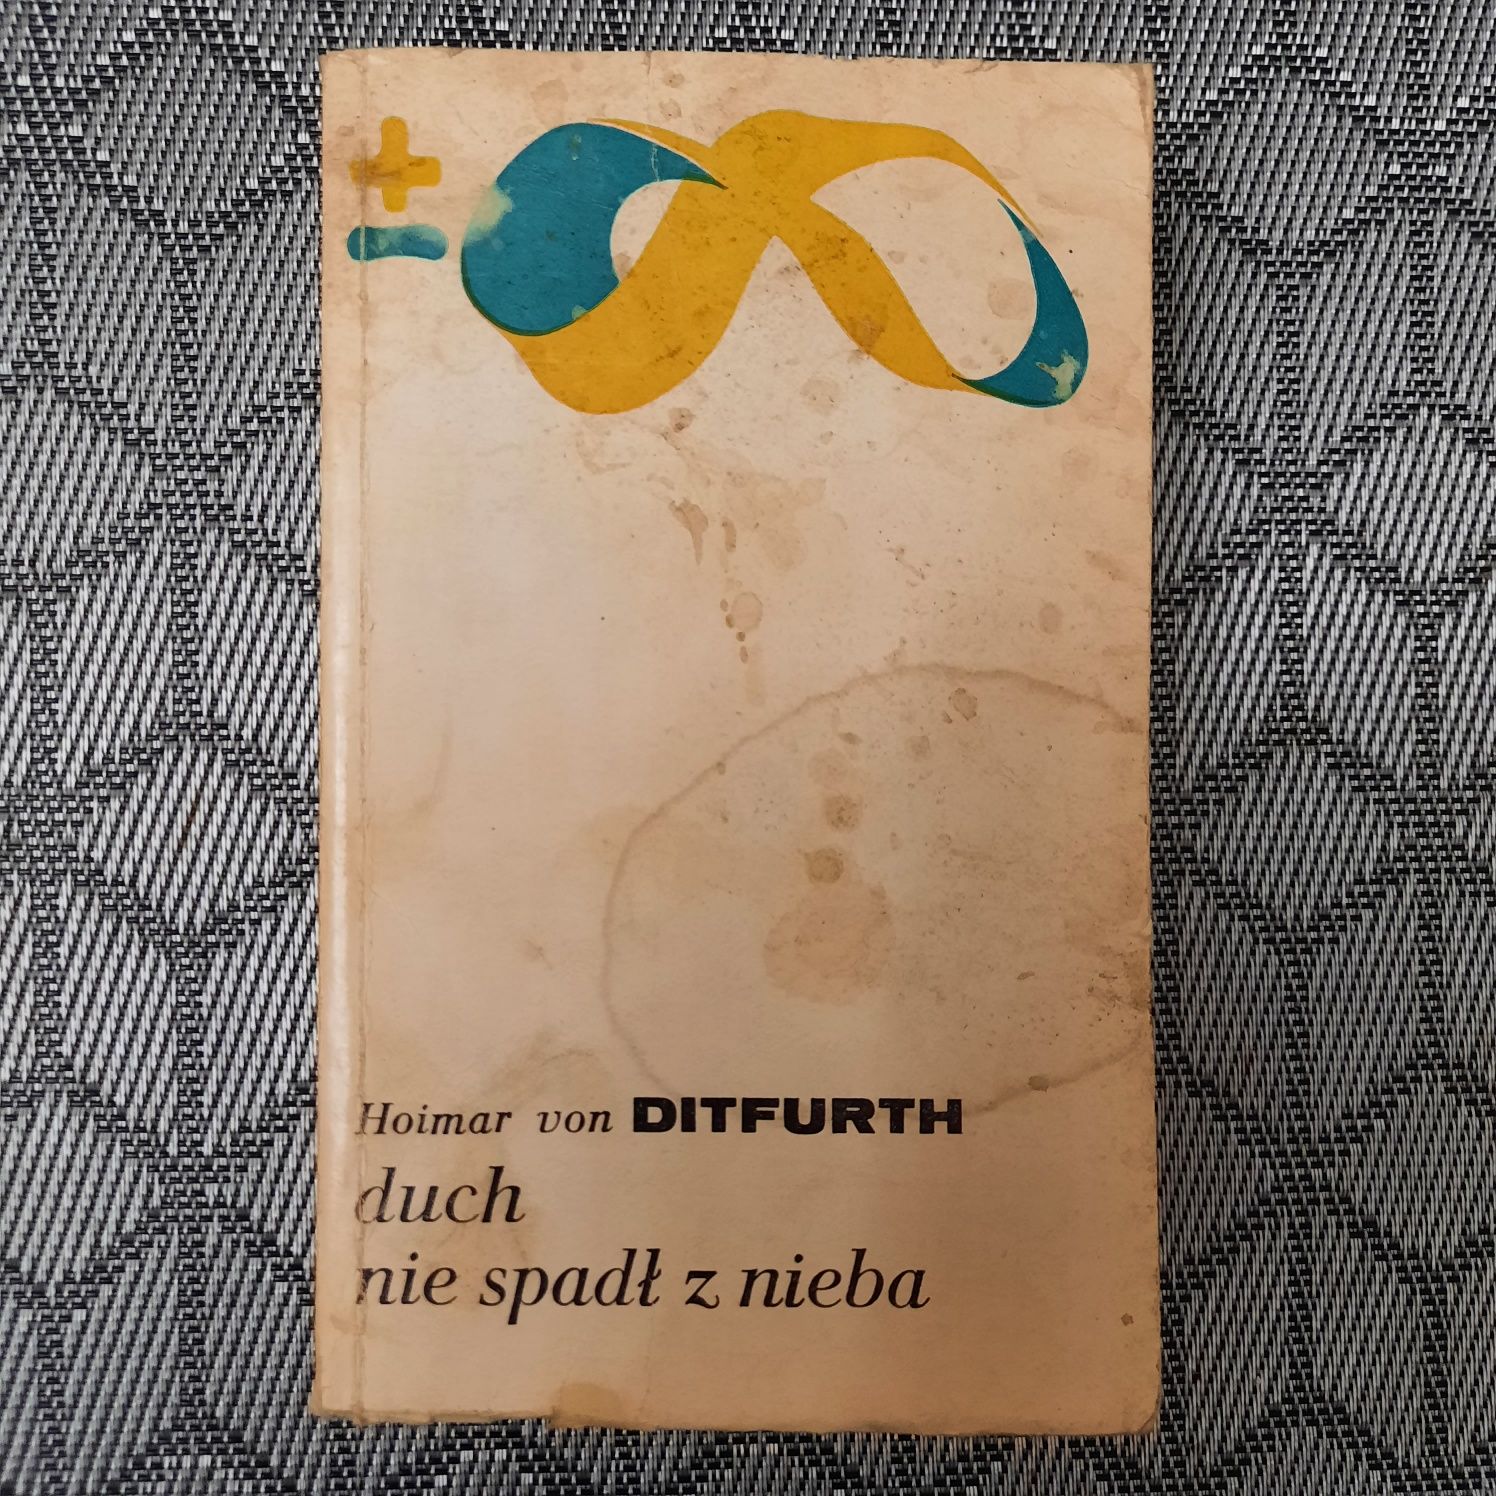 +
-
Hoimar von DITFURTH
duch
nie spadł z nieba